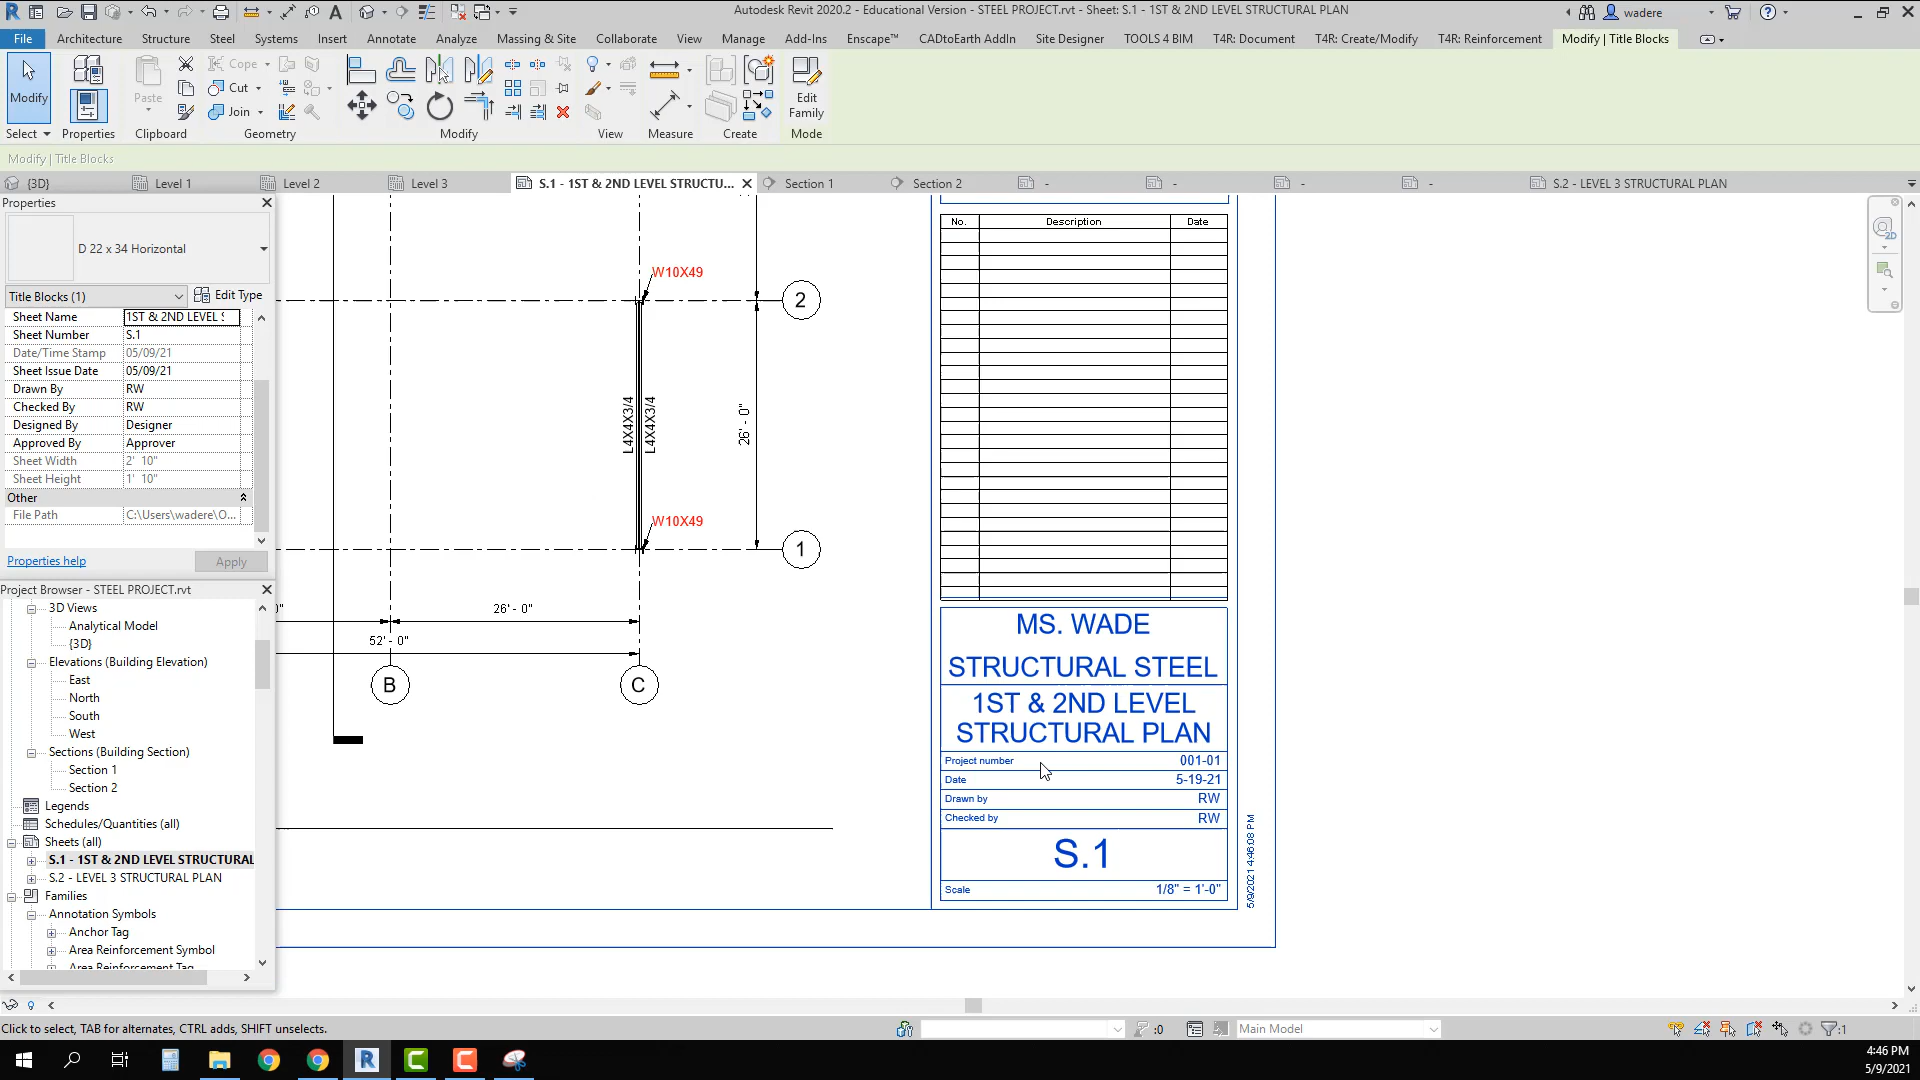 Autodesk Revit 2020.2 - Educational Version - STEEL PROJECT.rvt - Sheet: S.1 - 1ST & 2ND LEVEL STRUCTURAL PLAN
wadere
File Architecture Structure Steel Systems Insert Annotate Analyze Massing & Site Collaborate View Manage Add-Ins Enscape™ CADtoEarth AddIn Site Designer TOOLS 4 BIM T4R: Document T4R: Create/Modify T4R: Reinforcement Modify | Title Blocks
Cope
Cut
Join
Modify
Paste
Edit
Family
Select Properties Clipboard Geometry Modify View Measure Create Mode
Modify | Title Blocks
{3D} Level 1 Level 2 Level 3 S.1 - 1ST & 2ND LEVEL STRUCTU... Section 1 Section 2 - - - - S.2 - LEVEL 3 STRUCTURAL PLAN
Properties
D 22 x 34 Horizontal
Title Blocks (1) Edit Type
Sheet Name 1ST & 2ND LEVEL
Sheet Number S.1
Date/Time Stamp 05/09/21
Sheet Issue Date 05/09/21
Drawn By RW
Checked By RW
Designed By Designer
Approved By Approver
Sheet Width 2' 10"
Sheet Height 1' 10"
Other
File Path C:\Users\wadere\O...
Properties help Apply
Project Browser - STEEL PROJECT.rvt
3D Views
Analytical Model
{3D}
Elevations (Building Elevation)
East
North
South
West
Sections (Building Section)
Section 1
Section 2
Legends
Schedules/Quantities (all)
Sheets (all)
S.1 - 1ST & 2ND LEVEL STRUCTURAL
S.2 - LEVEL 3 STRUCTURAL PLAN
Families
Annotation Symbols
Anchor Tag
Area Reinforcement Symbol
Area Reinforcement Tag
W10X49
2
L4X4X3/4
L4X4X3/4
26' - 0"
W10X49
1
26' - 0"
52' - 0"
B
C
No. Description Date
MS. WADE
STRUCTURAL STEEL
1ST & 2ND LEVEL
STRUCTURAL PLAN
Project number 001-01
Date 5-19-21
Drawn by RW
Checked by RW
S.1
Scale 1/8" = 1'-0"
5/9/2021 4:46:08 PM
Click to select, TAB for alternates, CTRL adds, SHIFT unselects.
:0
Main Model
:1
4:46 PM
5/9/2021